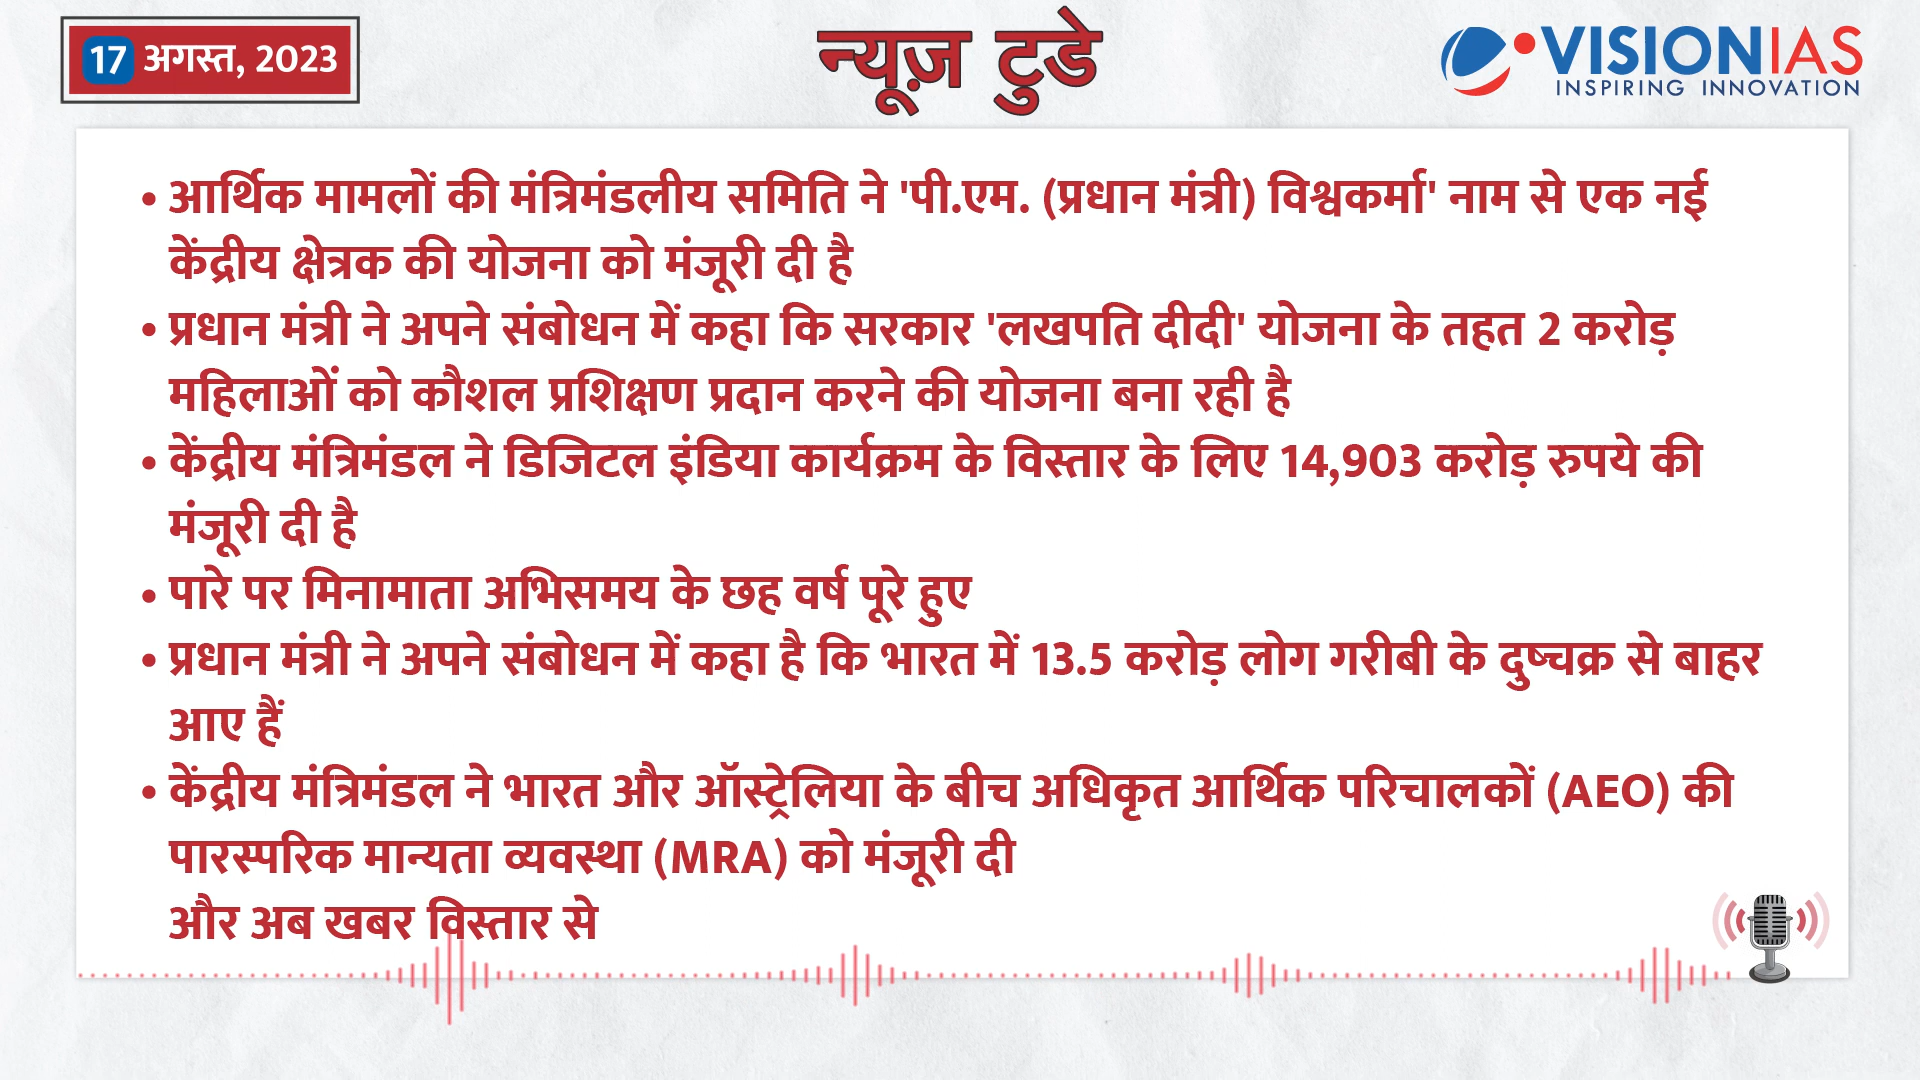 17 अगस्त, 2023
न्यूज़ टुडे
VISIONIAS
INSPIRING INNOVATION
• आर्थिक मामलों की मंत्रिमंडलीय समिति ने 'पी.एम. (प्रधान मंत्री) विश्वकर्मा' नाम से एक नई
केंद्रीय क्षेत्रक की योजना को मंजूरी दी है
• प्रधान मंत्री ने अपने संबोधन में कहा कि सरकार 'लखपति दीदी' योजना के तहत 2 करोड़
महिलाओं को कौशल प्रशिक्षण प्रदान करने की योजना बना रही है
• केंद्रीय मंत्रिमंडल ने डिजिटल इंडिया कार्यक्रम के विस्तार के लिए 14,903 करोड़ रुपये की
मंजूरी दी है
• पारे पर मिनामाता अभिसमय के छह वर्ष पूरे हुए
• प्रधान मंत्री ने अपने संबोधन में कहा है कि भारत में 13.5 करोड़ लोग गरीबी के दुष्चक्र से बाहर
आए हैं
• केंद्रीय मंत्रिमंडल ने भारत और ऑस्ट्रेलिया के बीच अधिकृत आर्थिक परिचालकों (AEO) की
पारस्परिक मान्यता व्यवस्था (MRA) को मंजूरी दी
और अब खबर विस्तार से